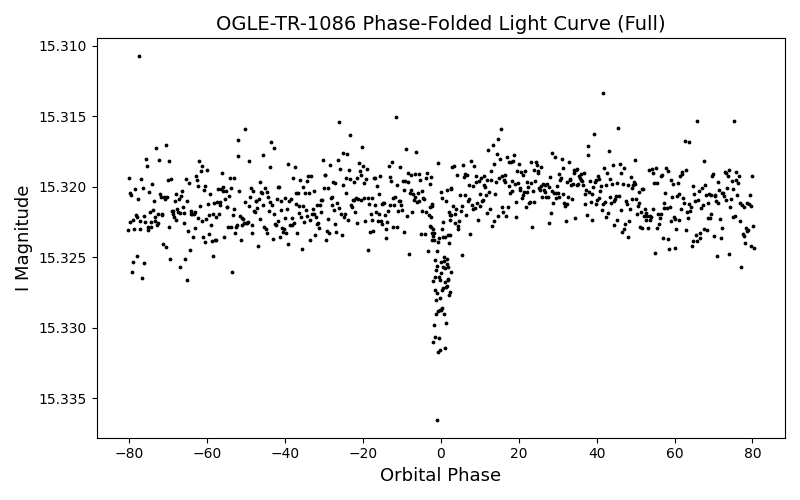 OGLE-TR-1086 Phase-Folded Light Curve (Full)
15.310
15.315
15.320
15.325
15.330
15.335
I Magnitude
−80 −60 −40 −20 0 20 40 60 80
Orbital Phase